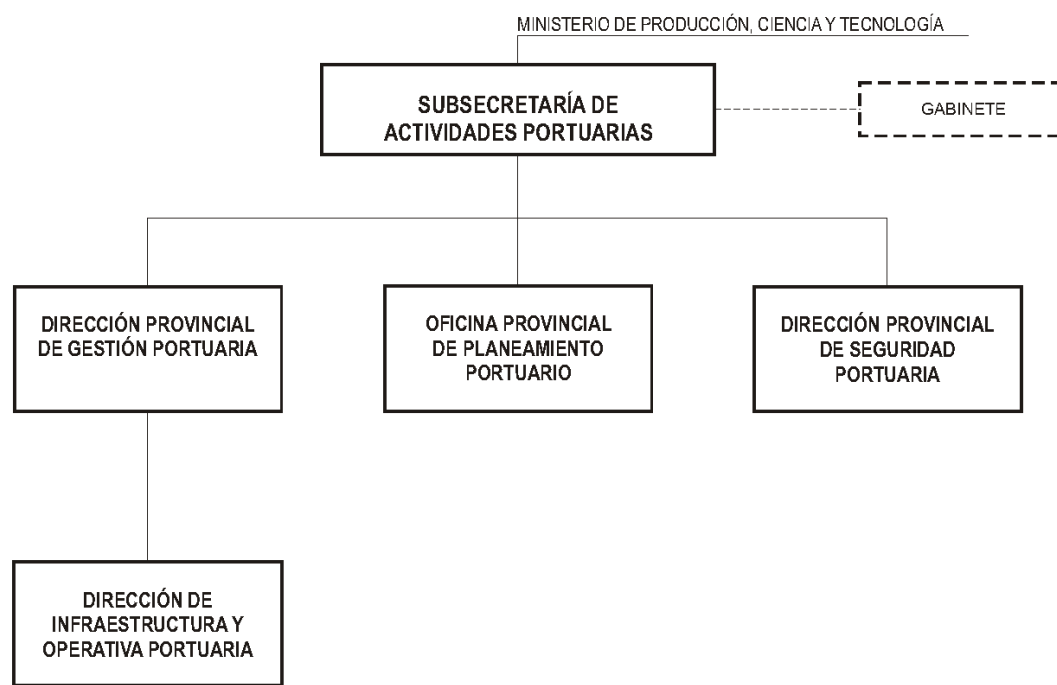 MINISTERIO DE PRODUCCIÓN, CIENCIA Y TECNOLOGÍA
SUBSECRETARÍA DE
ACTIVIDADES PORTUARIAS
GABINETE
DIRECCIÓN PROVINCIAL
DE GESTIÓN PORTUARIA
OFICINA PROVINCIAL
DE PLANEAMIENTO
PORTUARIO
DIRECCIÓN PROVINCIAL
DE SEGURIDAD
PORTUARIA
DIRECCIÓN DE
INFRAESTRUCTURA Y
OPERATIVA PORTUARIA